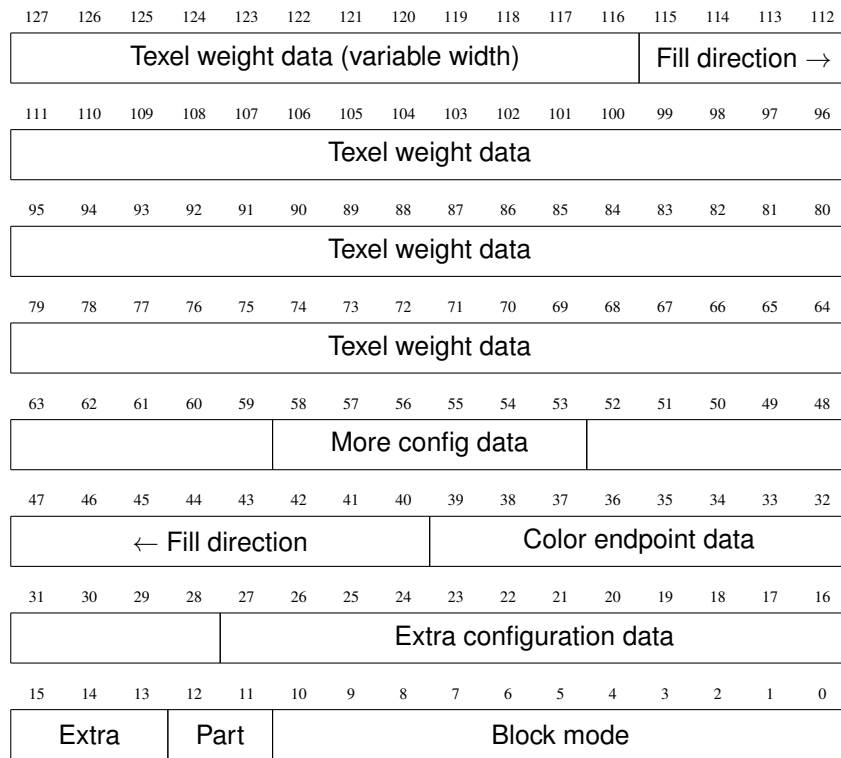 127 126 125 124 123 122 121 120 119 118 117 116 115 114 113 112
Texel weight data (variable width) Fill direction →
111 110 109 108 107 106 105 104 103 102 101 100 99 98 97 96
Texel weight data
95 94 93 92 91 90 89 88 87 86 85 84 83 82 81 80
Texel weight data
79 78 77 76 75 74 73 72 71 70 69 68 67 66 65 64
Texel weight data
63 62 61 60 59 58 57 56 55 54 53 52 51 50 49 48
More config data
47 46 45 44 43 42 41 40 39 38 37 36 35 34 33 32
← Fill direction Color endpoint data
31 30 29 28 27 26 25 24 23 22 21 20 19 18 17 16
Extra configuration data
15 14 13 12 11 10 9 8 7 6 5 4 3 2 1 0
Extra Part Block mode